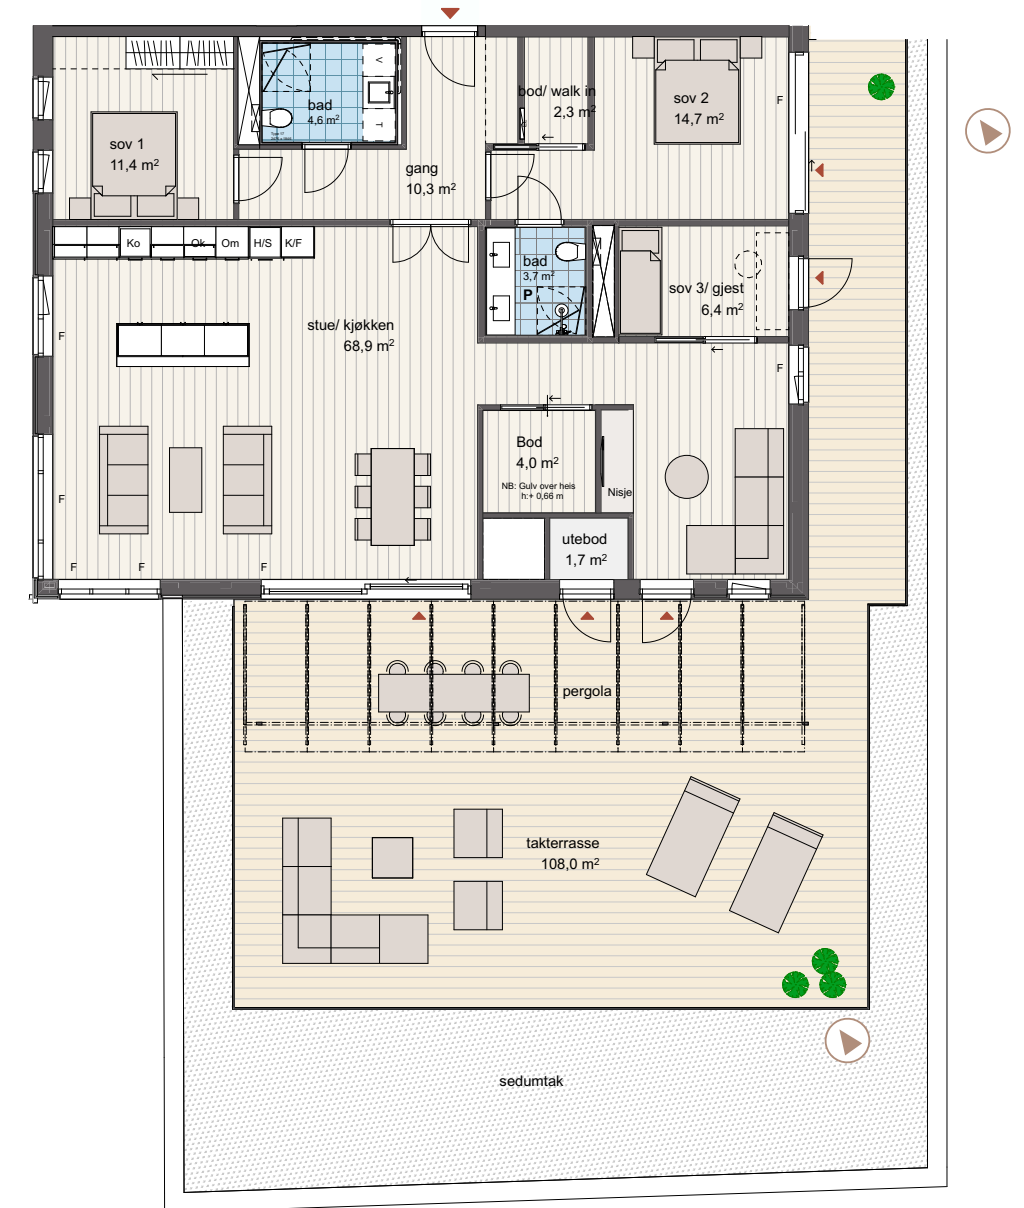 V
bad
4,6 m²
T
bod/ walk in
2,3 m²
sov 2
14,7 m²
F
sov 1
11,4 m²
gang
10,3 m²
Ko
Ok
Om
H/S
K/F
bad
3,7 m²
P
sov 3/ gjest
6,4 m²
stue/ kjøkken
68,9 m²
F
F
Bod
4,0 m²
NB: Gulv over heis
h:+ 0,66 m
Nisje
F
utebod
1,7 m²
F
F
F
pergola
takterrasse
108,0 m²
sedumtak